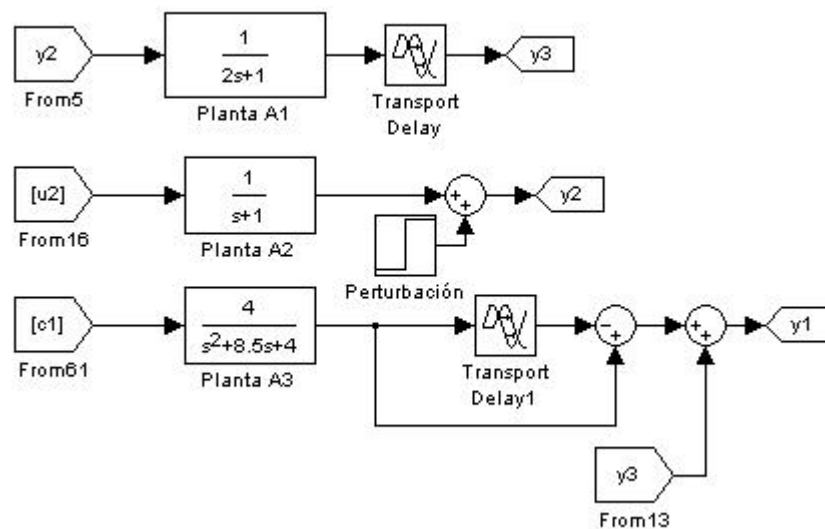 y2
From5
1
2s+1
Planta A1
Transport
Delay
y3
[u2]
From16
1
s+1
Planta A2
+
+
y2
Perturbación
[c1]
From61
4
s²+8.5s+4
Planta A3
Transport
Delay1
-
+
+
+
y1
y3
From13